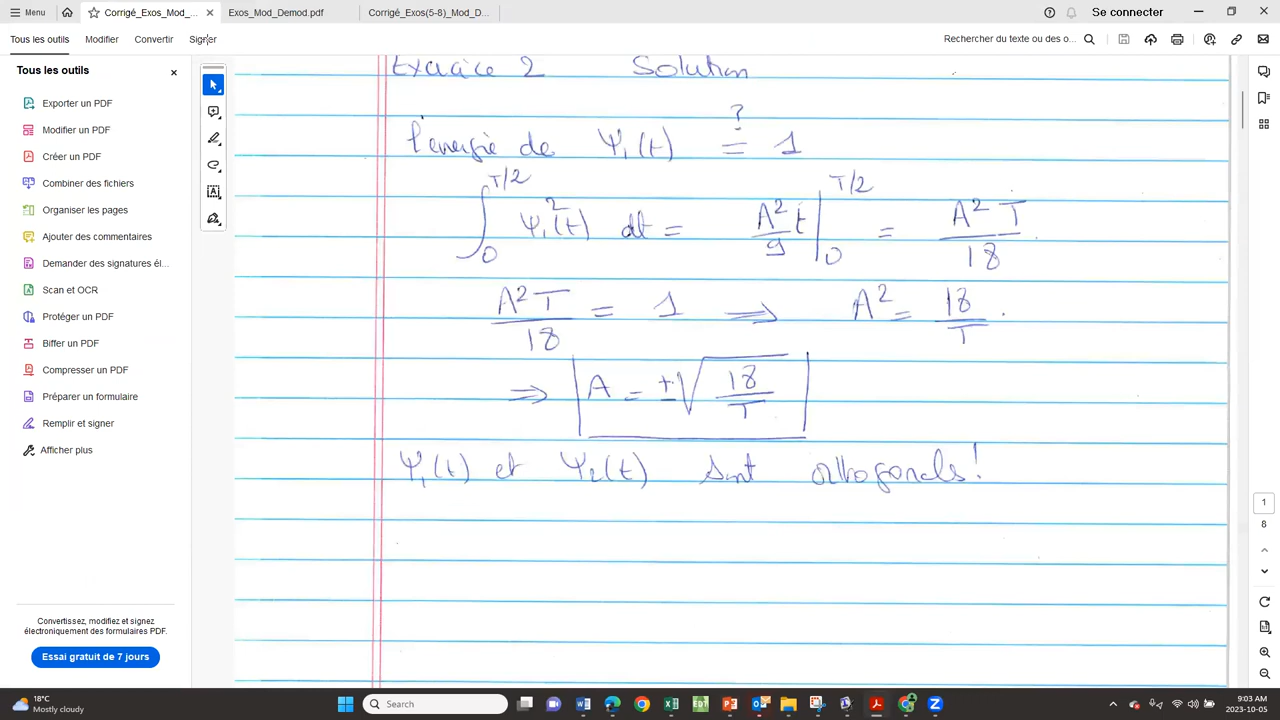 Menu
Corrigé_Exos_Mod_...
Exos_Mod_Demod.pdf
Corrigé_Exos(5-8)_Mod_D...
Se connecter
Tous les outils Modifier Convertir Signer
Rechercher du texte ou des o...
Tous les outils
Exporter un PDF
Modifier un PDF
Créer un PDF
Combiner des fichiers
Organiser les pages
Ajouter des commentaires
Demander des signatures él...
Scan et OCR
Protéger un PDF
Biffer un PDF
Compresser un PDF
Préparer un formulaire
Remplir et signer
Afficher plus
Convertissez, modifiez et signez
électroniquement des formulaires PDF.
Essai gratuit de 7 jours
Exercice 2 Solution
l'énergie de Ψ₁(t) =? 1
∫₀^{T/2} Ψ₁²(t) dt = A²/9 t |₀^{T/2} = A² T/18
A² T/18 = 1 ⟹ A² = 18/T
⟹ A = ±√(18/T)
Ψ₁(t) et Ψ₂(t) sont orthogonals!
1
8
18°C
Mostly cloudy
Search
EDT
9:03 AM
2023-10-05